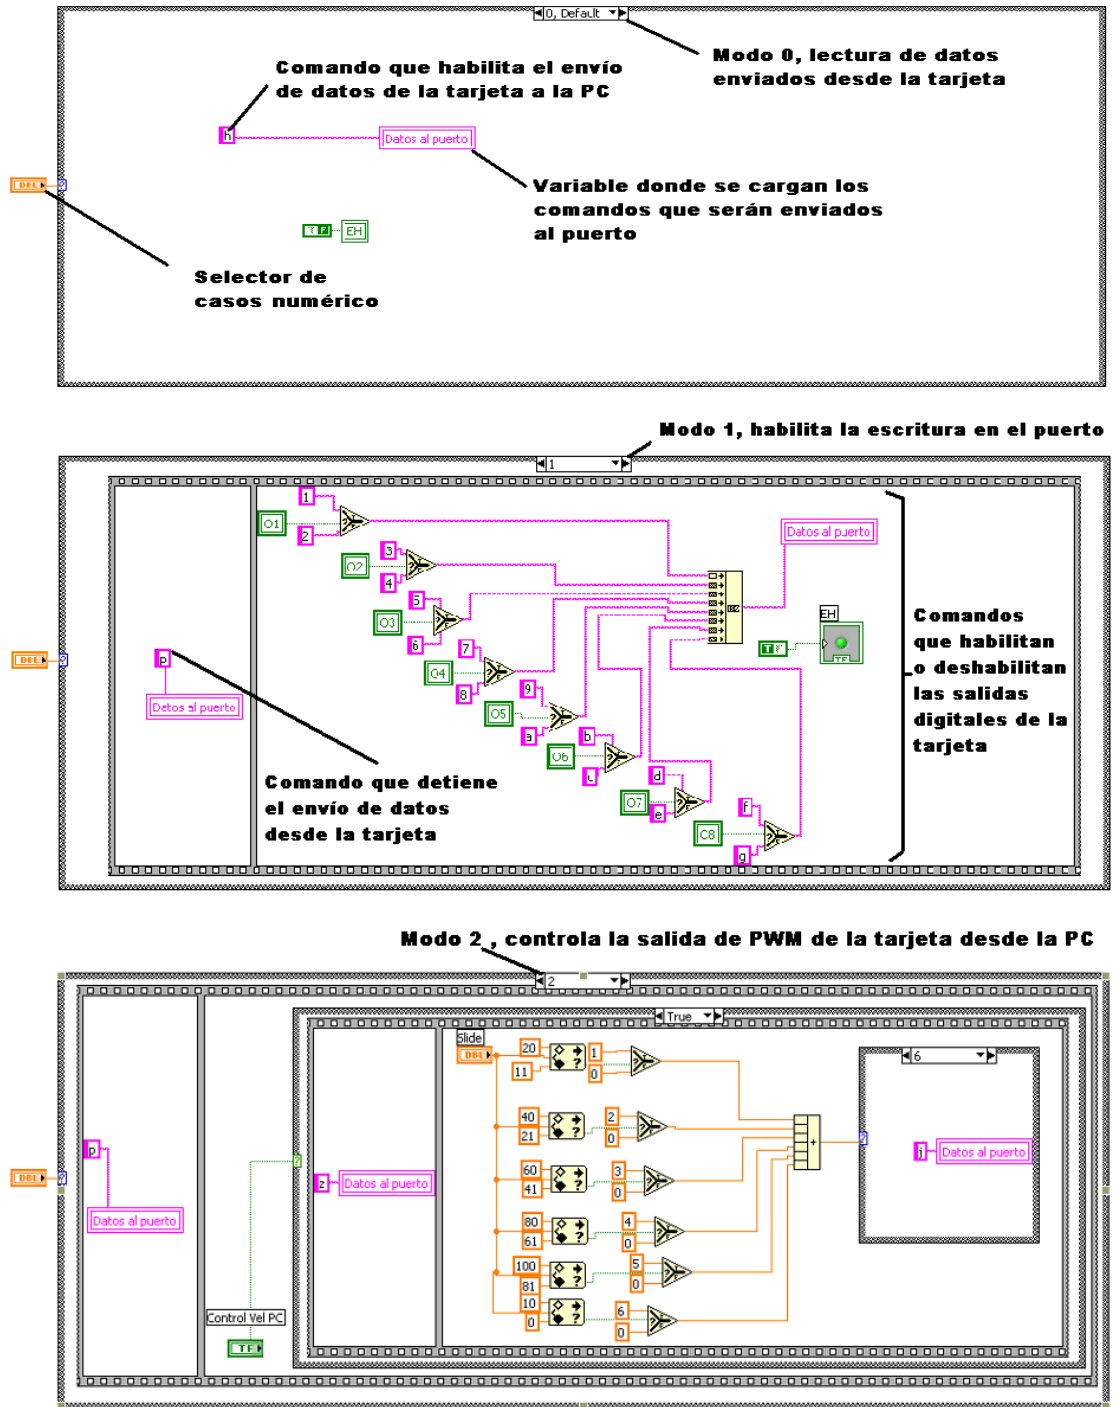 0, Default
Modo 0, lectura de datos
enviados desde la tarjeta
Comando que habilita el envío
de datos de la tarjeta a la PC
h
Datos al puerto
Variable donde se cargan los
comandos que serán enviados
al puerto
DBL
?
F
EH
Selector de
casos numérico
Modo 1, habilita la escritura en el puerto
1
1
O1
2
3
O2
4
5
O3
6
7
O4
8
9
O5
a
b
O6
d
O7
e
f
C8
g
Datos al puerto
EH
T
TF
Comandos
que habilitan
o deshabilitan
las salidas
digitales de la
tarjeta
DBL
?
p
Datos al puerto
Comando que detiene
el envío de datos
desde la tarjeta
Modo 2 , controla la salida de PWM de la tarjeta desde la PC
2
True
Slide
DBL
20
11
1
0
40
21
2
0
60
41
3
0
80
61
4
0
100
81
5
0
10
0
6
0
+
6
j
Datos al puerto
p
Datos al puerto
DBL
?
z
Datos al puerto
Control Vel PC
TF